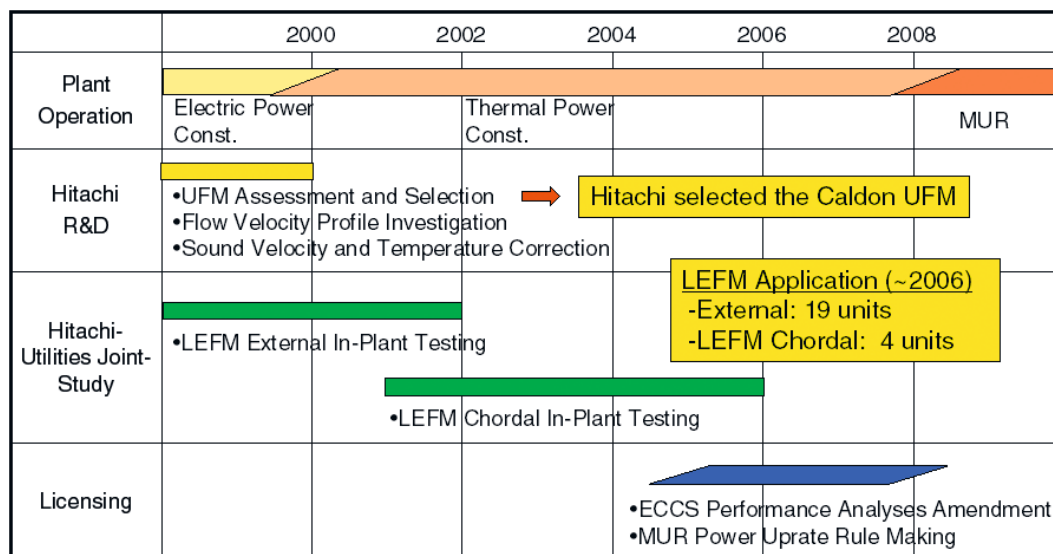 2000 2002 2004 2006 2008
Plant
Operation
Electric Power
Const.
Thermal Power
Const.
MUR
Hitachi
R&D
•UFM Assessment and Selection
•Flow Velocity Profile Investigation
•Sound Velocity and Temperature Correction
Hitachi selected the Caldon UFM
Hitachi-
Utilities Joint-
Study
•LEFM External In-Plant Testing
•LEFM Chordal In-Plant Testing
LEFM Application (~2006)
-External: 19 units
-LEFM Chordal: 4 units
Licensing
•ECCS Performance Analyses Amendment
•MUR Power Uprate Rule Making